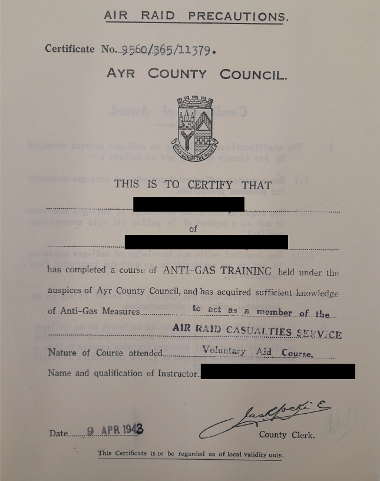 AIR RAID PRECAUTIONS.
Certificate No. 9560/365/11379.
AYR COUNTY COUNCIL.
THIS IS TO CERTIFY THAT
of
has completed a course of ANTI-GAS TRAINING held under the
auspices of Ayr County Council, and has acquired sufficient knowledge
of Anti-Gas Measures to act as a member of the
AIR RAID CASUALTIES SERVICE
Nature of Course attended. Voluntary Aid Course.
Name and qualification of Instructor.
Date 9 APR 1943
County Clerk.
This Certificate is to be regarded as of local validity only.